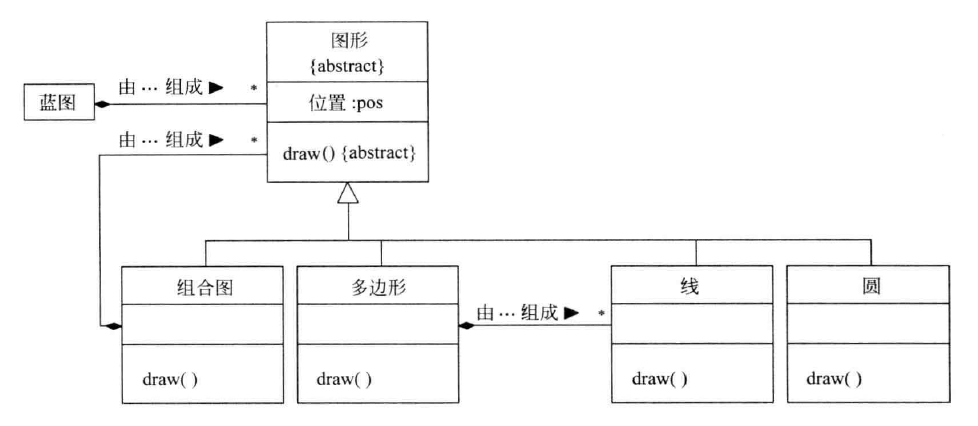 图形
{abstract}
蓝图
由 … 组成 ▶ *
位置 :pos
由 … 组成 ▶ *
draw() {abstract}
组合图
多边形
线
圆
由 … 组成 ▶ *
draw( )
draw( )
draw( )
draw( )